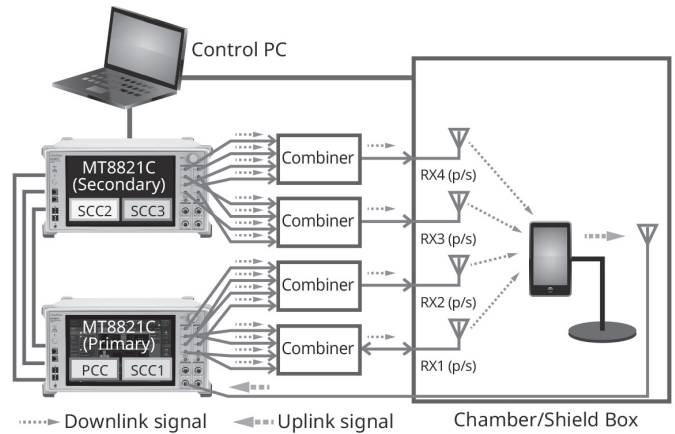 Control PC
MT8821C
(Secondary)
SCC2
SCC3
Combiner
RX4 (p/s)
Combiner
RX3 (p/s)
Combiner
RX2 (p/s)
MT8821C
(Primary)
PCC
SCC1
Combiner
RX1 (p/s)
Downlink signal
Uplink signal
Chamber/Shield Box